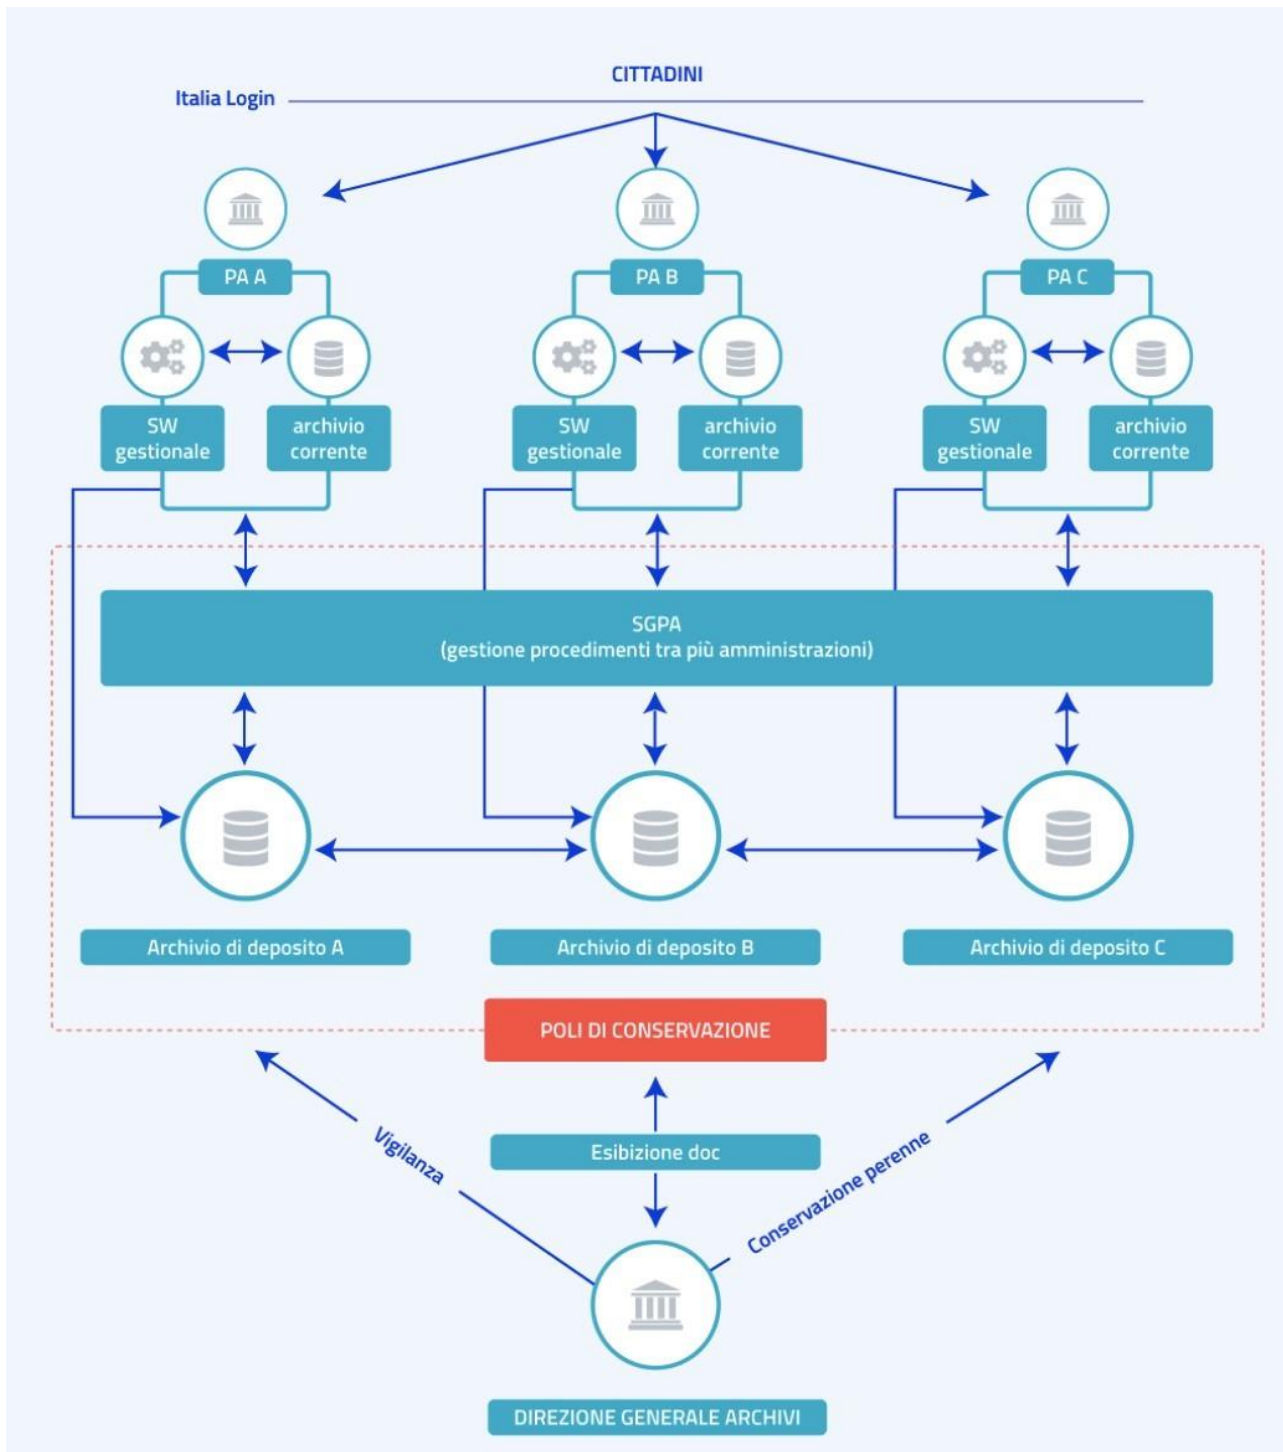 CITTADINI
Italia Login
PA A
PA B
PA C
SW
gestionale
archivio
corrente
SW
gestionale
archivio
corrente
SW
gestionale
archivio
corrente
SGPA
(gestione procedimenti tra più amministrazioni)
Archivio di deposito A
Archivio di deposito B
Archivio di deposito C
POLI DI CONSERVAZIONE
Vigilanza
Esibizione doc
Conservazione perenne
DIREZIONE GENERALE ARCHIVI